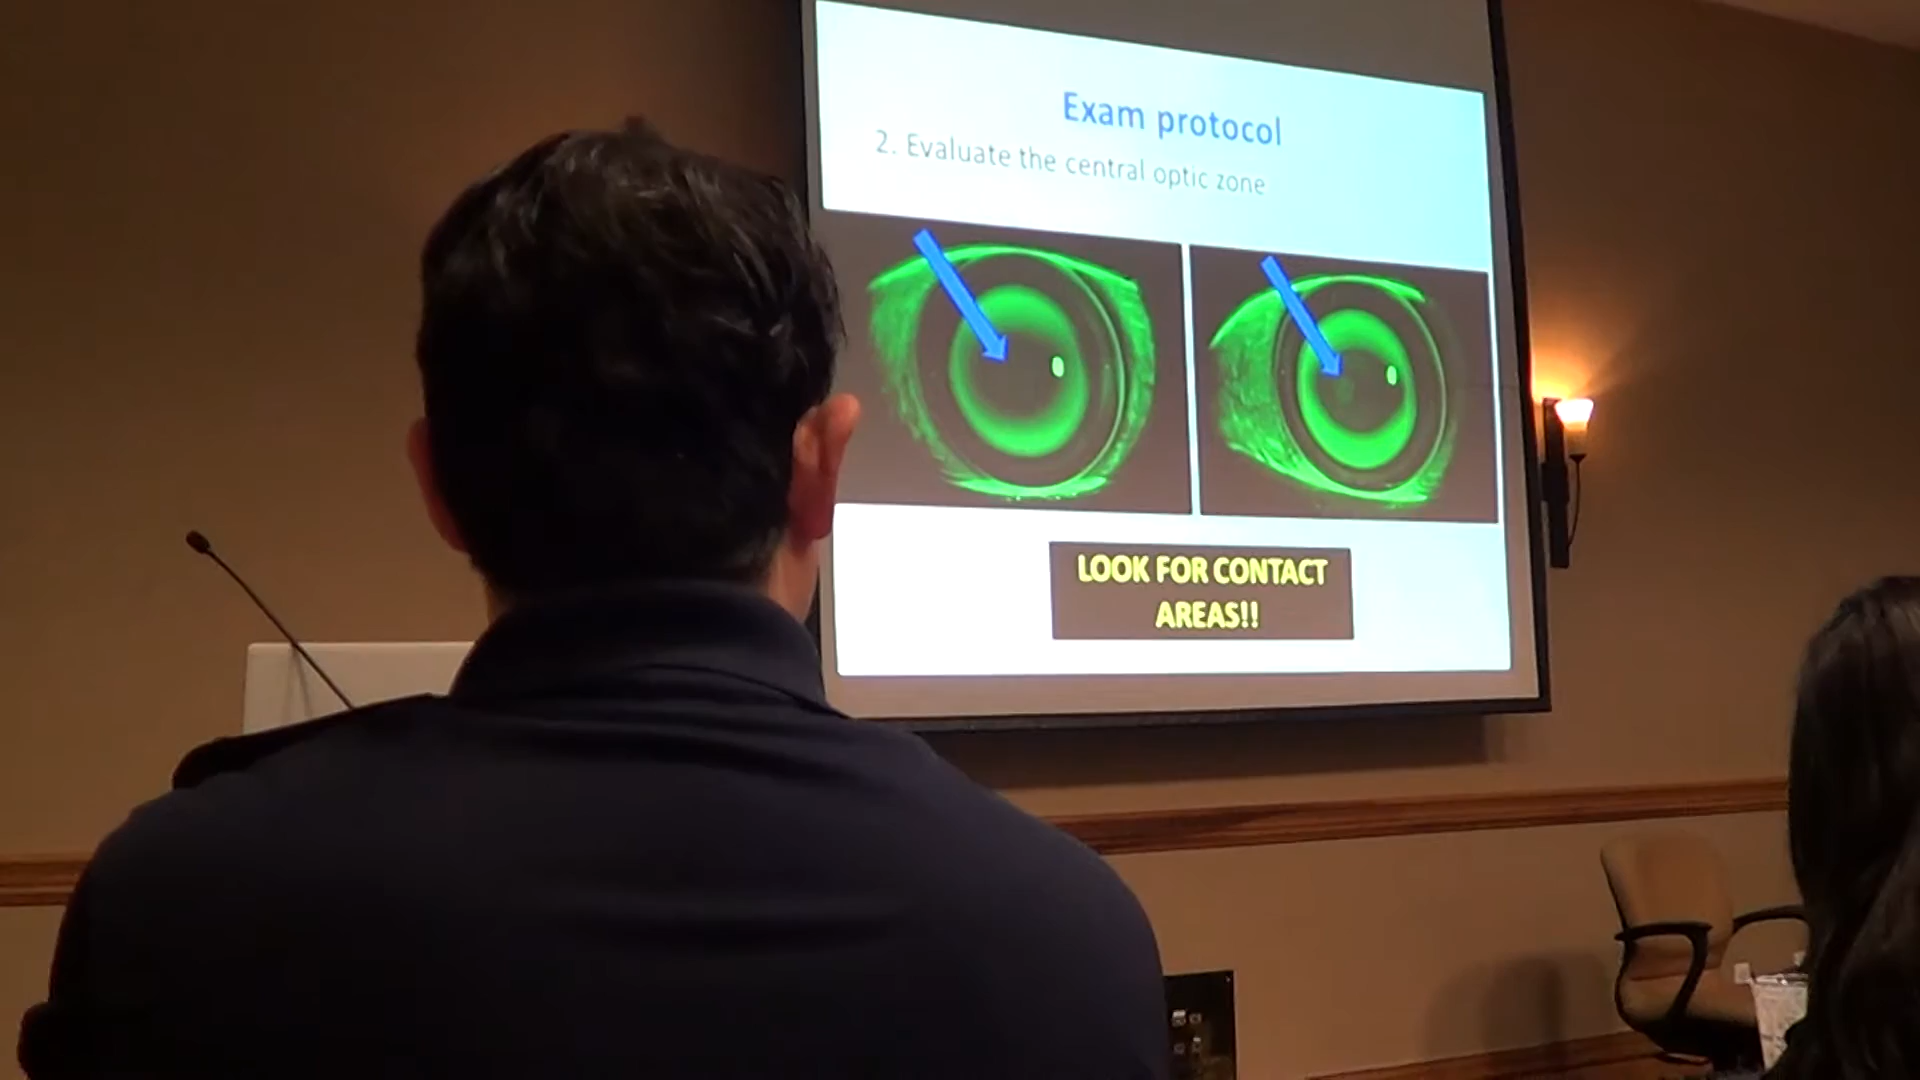 Exam protocol
2. Evaluate the central optic zone
LOOK FOR CONTACT
AREAS!!